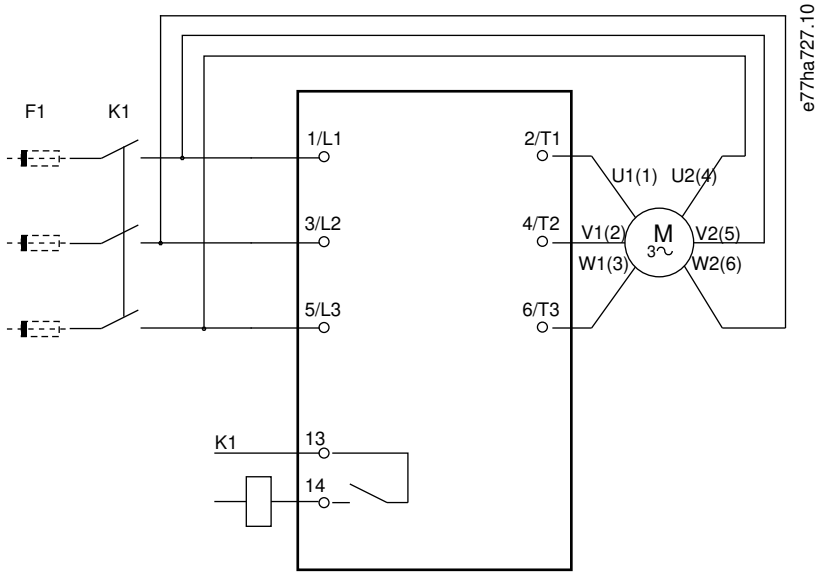 e77ha727.10
F1 K1
1/L1 2/T1
U1(1) U2(4)
3/L2 4/T2 V1(2) M V2(5)
3~
W1(3) W2(6)
5/L3 6/T3
K1 13
14